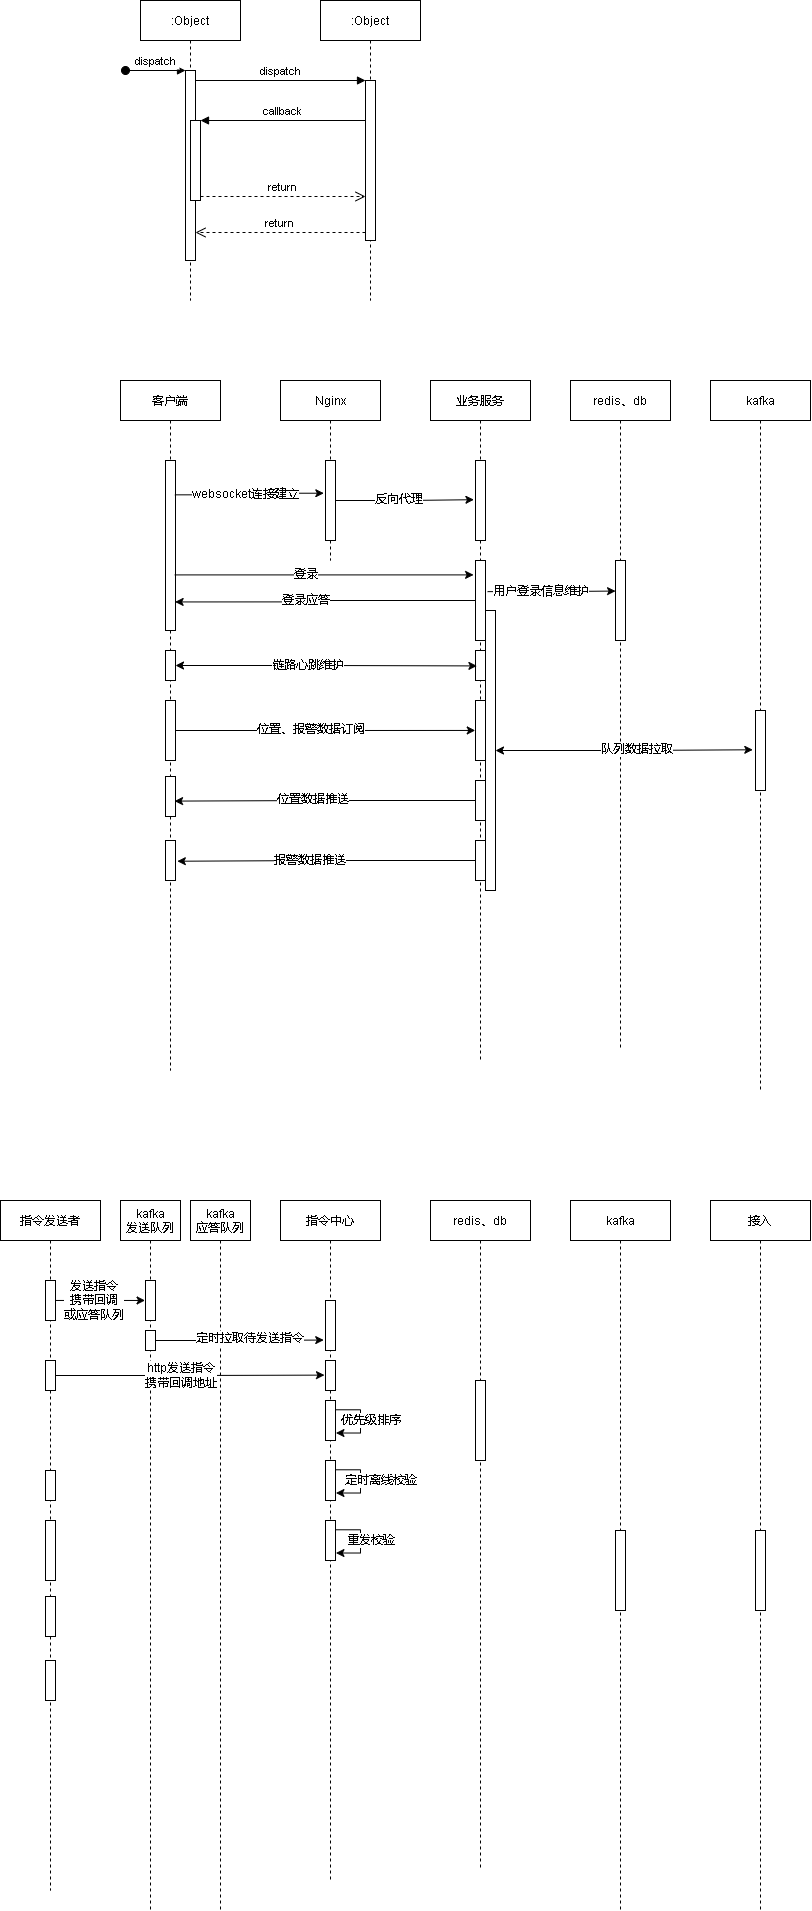 :Object
:Object
dispatch
dispatch
callback
return
return
客户端
Nginx
业务服务
redis、db
kafka
websocket连接建立
反向代理
登录
用户登录信息维护
登录应答
链路心跳维护
位置、报警数据订阅
队列数据拉取
位置数据推送
报警数据推送
指令发送者
kafka
发送队列
kafka
应答队列
指令中心
redis、db
kafka
接入
发送指令
携带回调
或应答队列
定时拉取待发送指令
http发送指令
携带回调地址
优先级排序
定时离线校验
重发校验